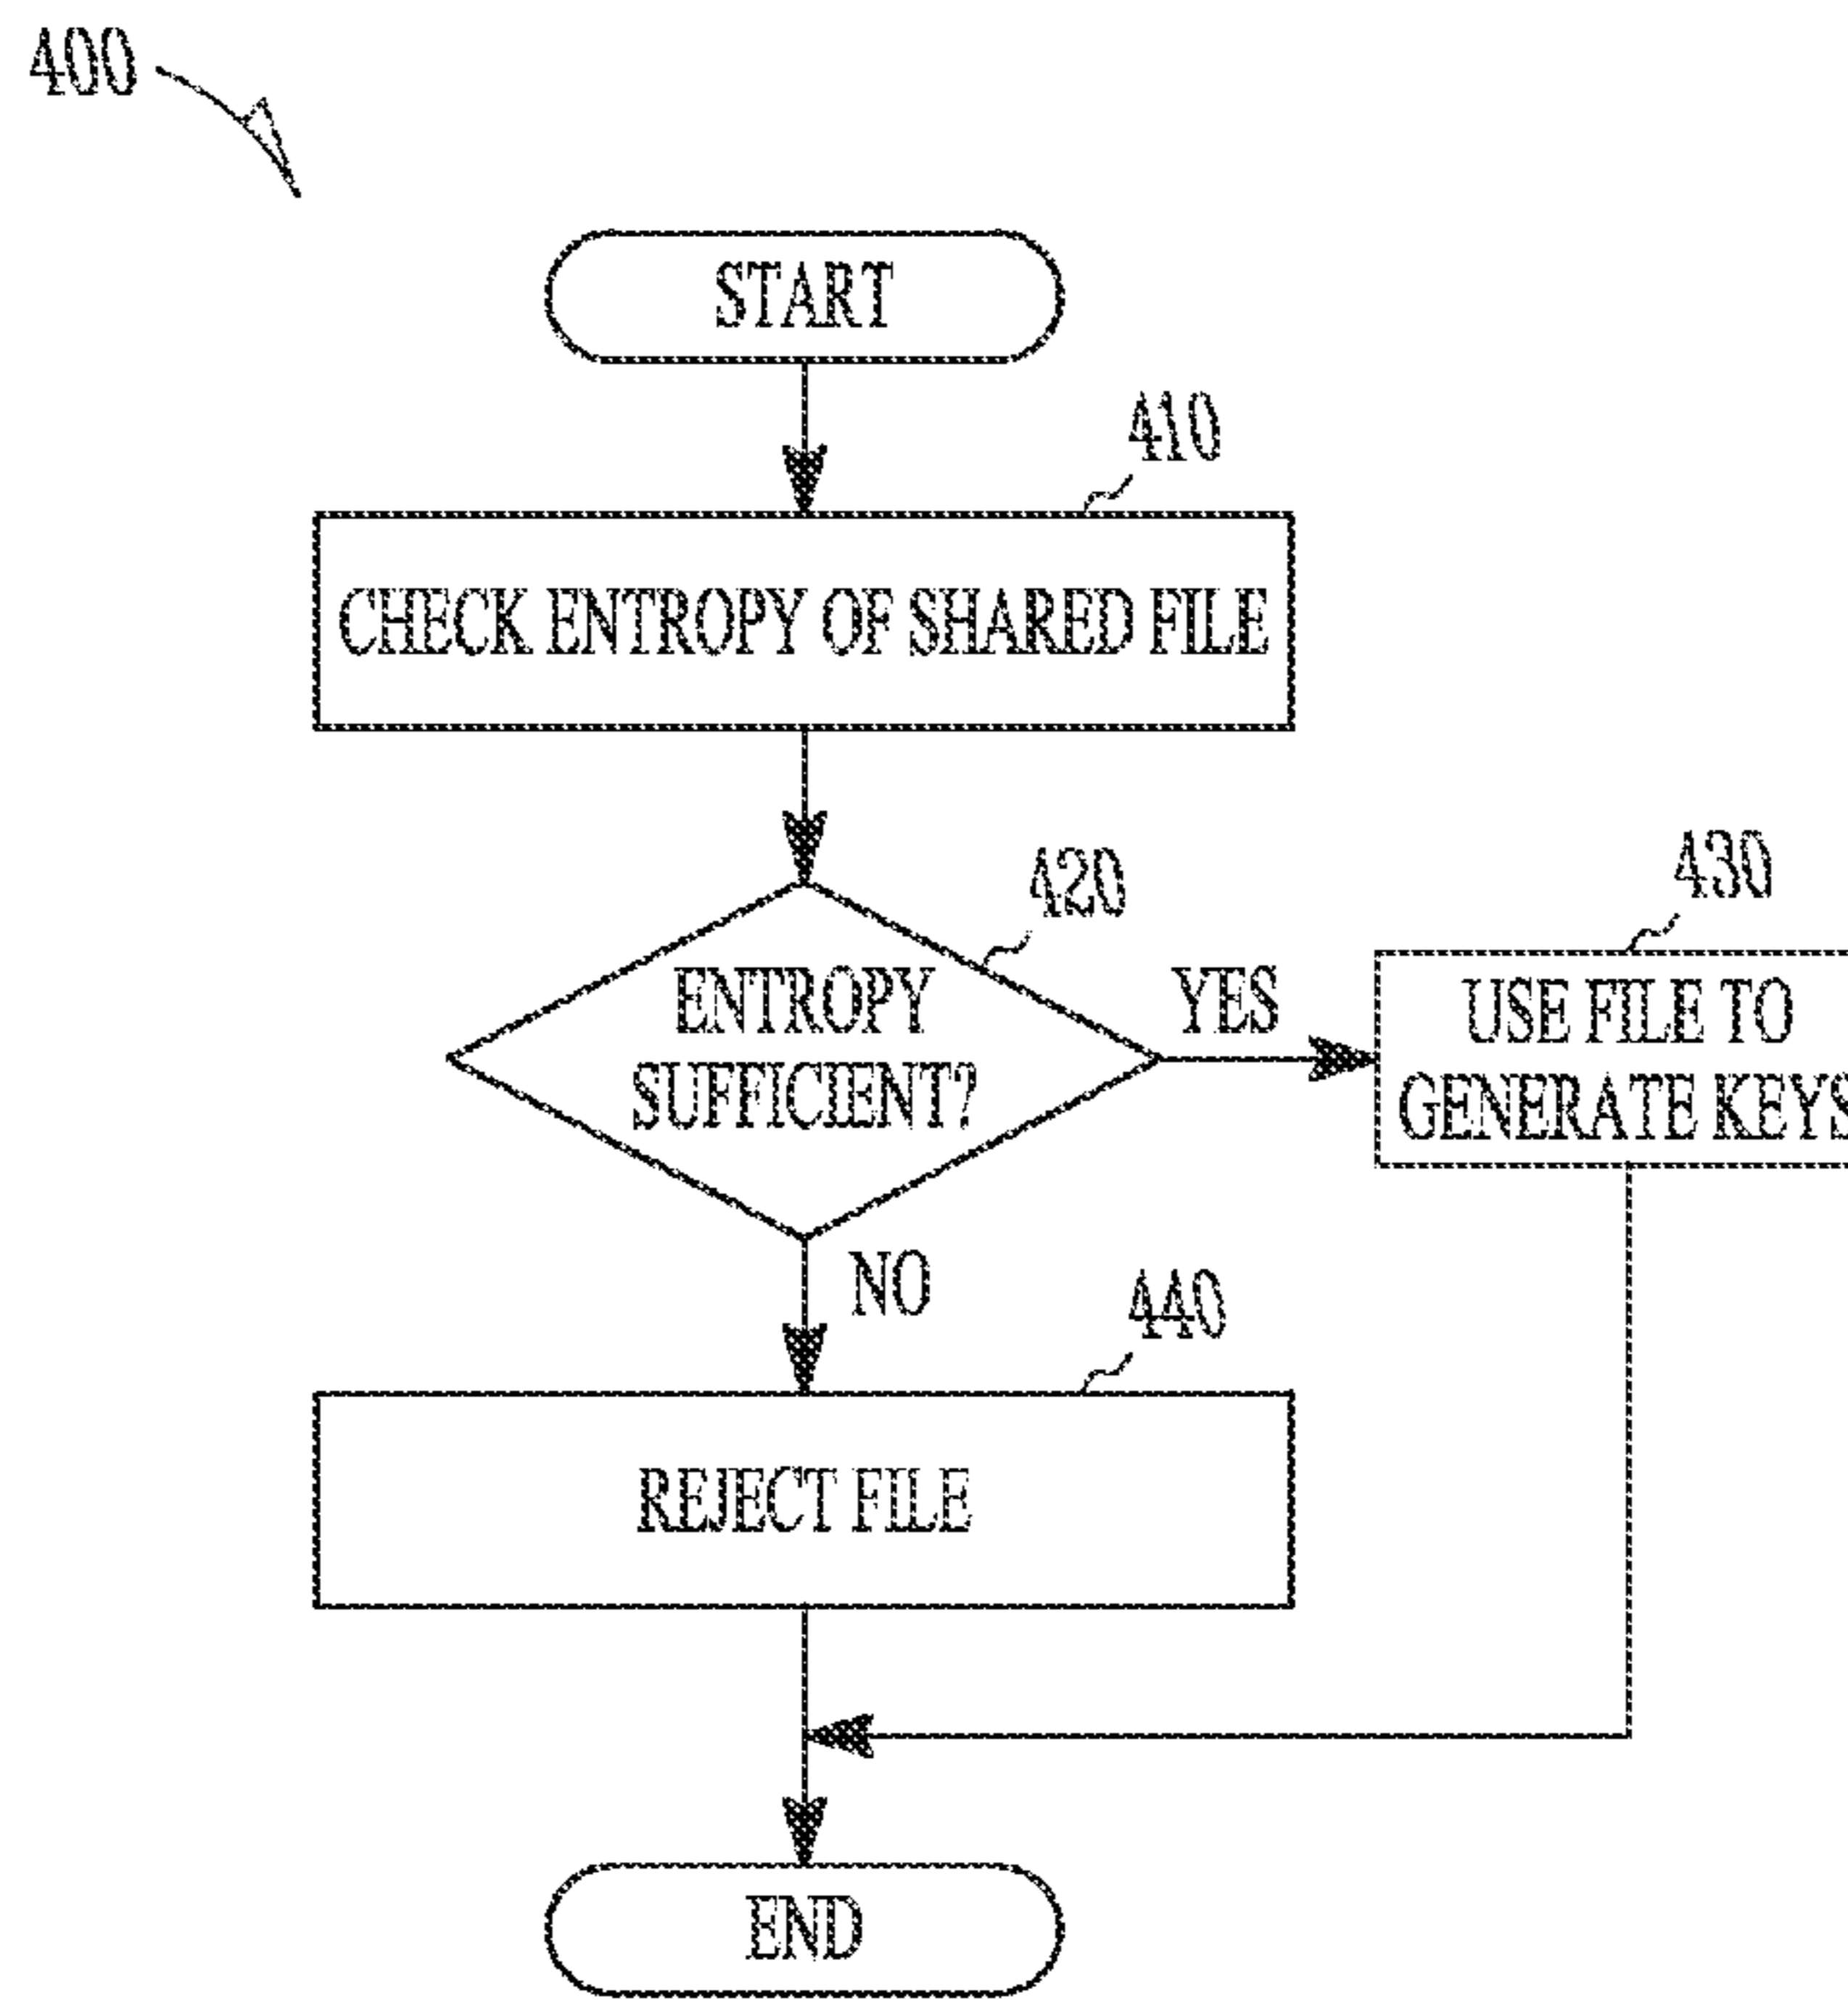 400
START
410
CHECK ENTROPY OF SHARED FILE
420
ENTROPY
SUFFICIENT?
YES
430
USE FILE TO
GENERATE KEYS
NO
440
REJECT FILE
END